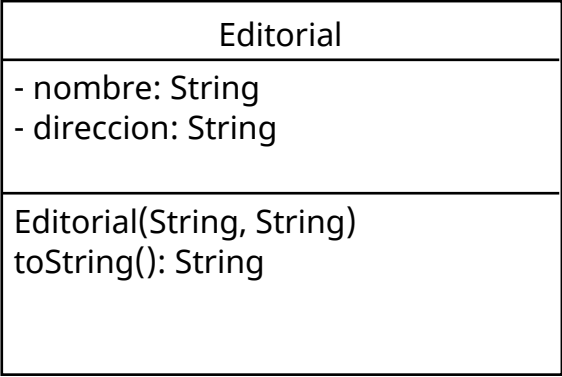 Editorial
- nombre: String
- direccion: String
Editorial(String, String)
toString(): String